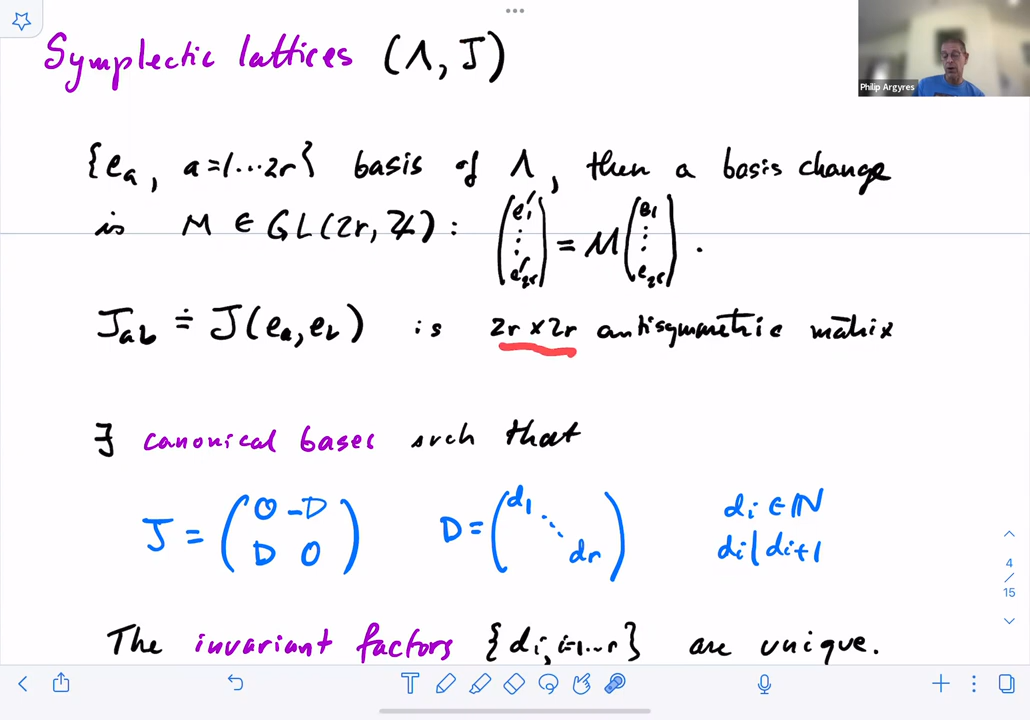 Symplectic lattices (Λ, J)
Philip Argyres
{e_a, a=1...2r} basis of Λ, then a basis change
is M ∈ GL(2r, ℤ): (e'_1 ⋮ e'_2r) = M (e_1 ⋮ e_2r).
J_ab ≐ J(e_a, e_b) is 2r × 2r antisymmetric matrix
∃ canonical bases such that
J = (0 -D
D 0) D = (d_1 ⋱ d_r) d_i ∈ ℕ
d_i | d_i+1
4
/
15
The invariant factors {d_i, i=1...r} are unique.
T